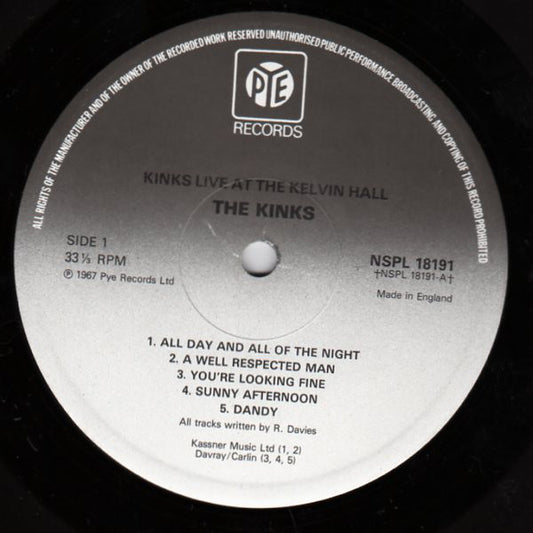 ALL RIGHTS OF THE MANUFACTURER AND OF THE OWNER OF THE RECORDED WORK RESERVED UNAUTHORISED PUBLIC PERFORMANCE BROADCASTING AND COPYING OF THIS RECORD PROHIBITED
PYE
RECORDS
KINKS LIVE AT THE KELVIN HALL
THE KINKS
SIDE 1
33⅓ RPM
Ⓟ 1967 Pye Records Ltd
NSPL 18191
†NSPL 18191-A†
Made in England
1. ALL DAY AND ALL OF THE NIGHT
2. A WELL RESPECTED MAN
3. YOU'RE LOOKING FINE
4. SUNNY AFTERNOON
5. DANDY
All tracks written by R. Davies
Kassner Music Ltd (1, 2)
Davray/Carlin (3, 4, 5)